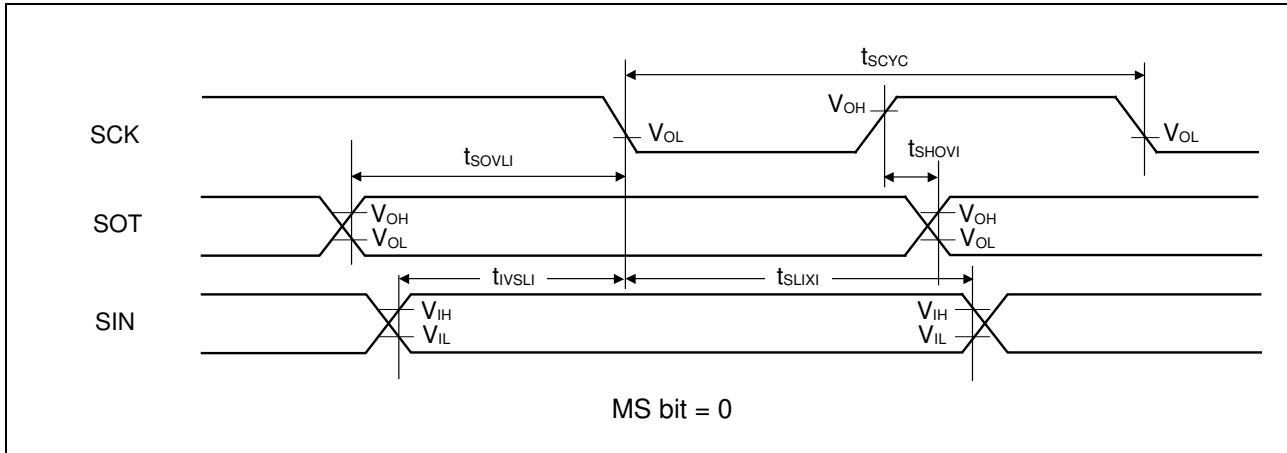 tSCYC
SCK
VOH
VOL
VOL
tSOVLI
tSHOVI
SOT
VOH
VOL
VOH
VOL
tIVSLI
tSLIXI
SIN
VIH
VIL
VIH
VIL
MS bit = 0